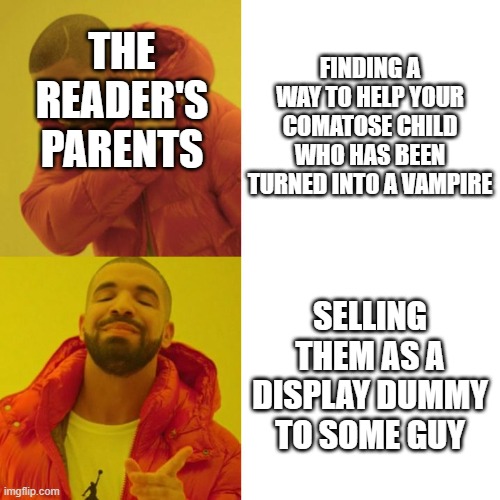 THE
READER'S
PARENTS
FINDING A
WAY TO HELP YOUR
COMATOSE CHILD
WHO HAS BEEN
TURNED INTO A VAMPIRE
SELLING
THEM AS A
DISPLAY DUMMY
TO SOME GUY
imgflip.com